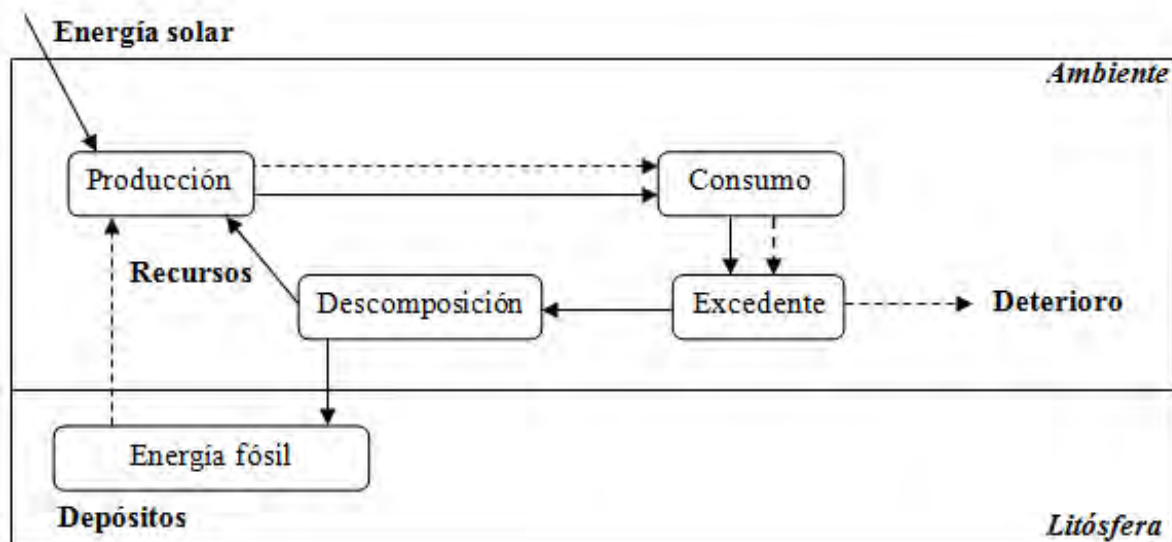 Energía solar
Ambiente
Producción
Consumo
Recursos
Descomposición
Excedente
Deterioro
Energía fósil
Depósitos
Litósfera